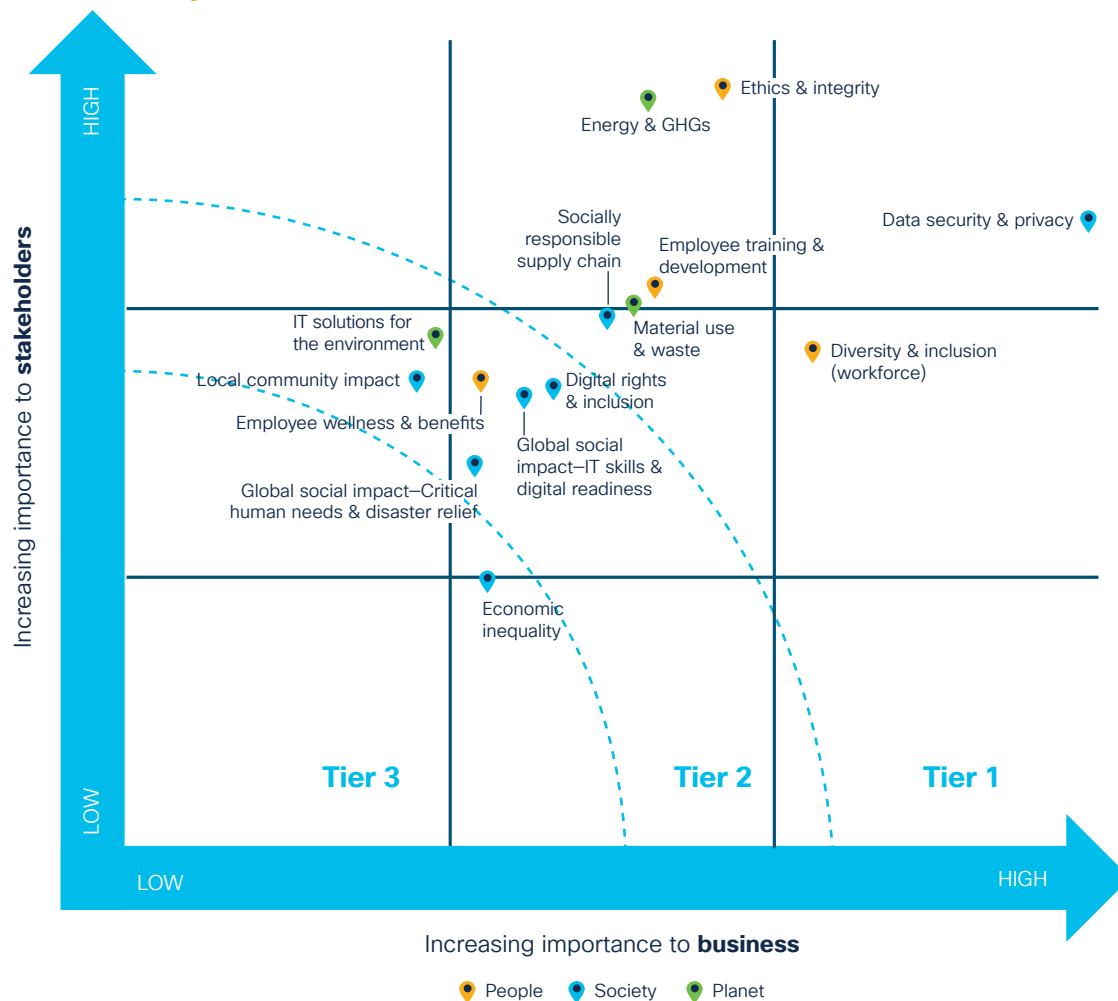 HIGH
Ethics & integrity
Energy & GHGs
Socially
responsible
supply chain
Data security & privacy
Employee training &
development
IT solutions for
the environment
Material use
& waste
Diversity & inclusion
(workforce)
Local community impact
Digital rights
& inclusion
Employee wellness & benefits
Global social
impact—IT skills &
digital readiness
Global social impact—Critical
human needs & disaster relief
Economic
inequality
Increasing importance to stakeholders
Tier 3
Tier 2
Tier 1
LOW
LOW
HIGH
Increasing importance to business
People
Society
Planet